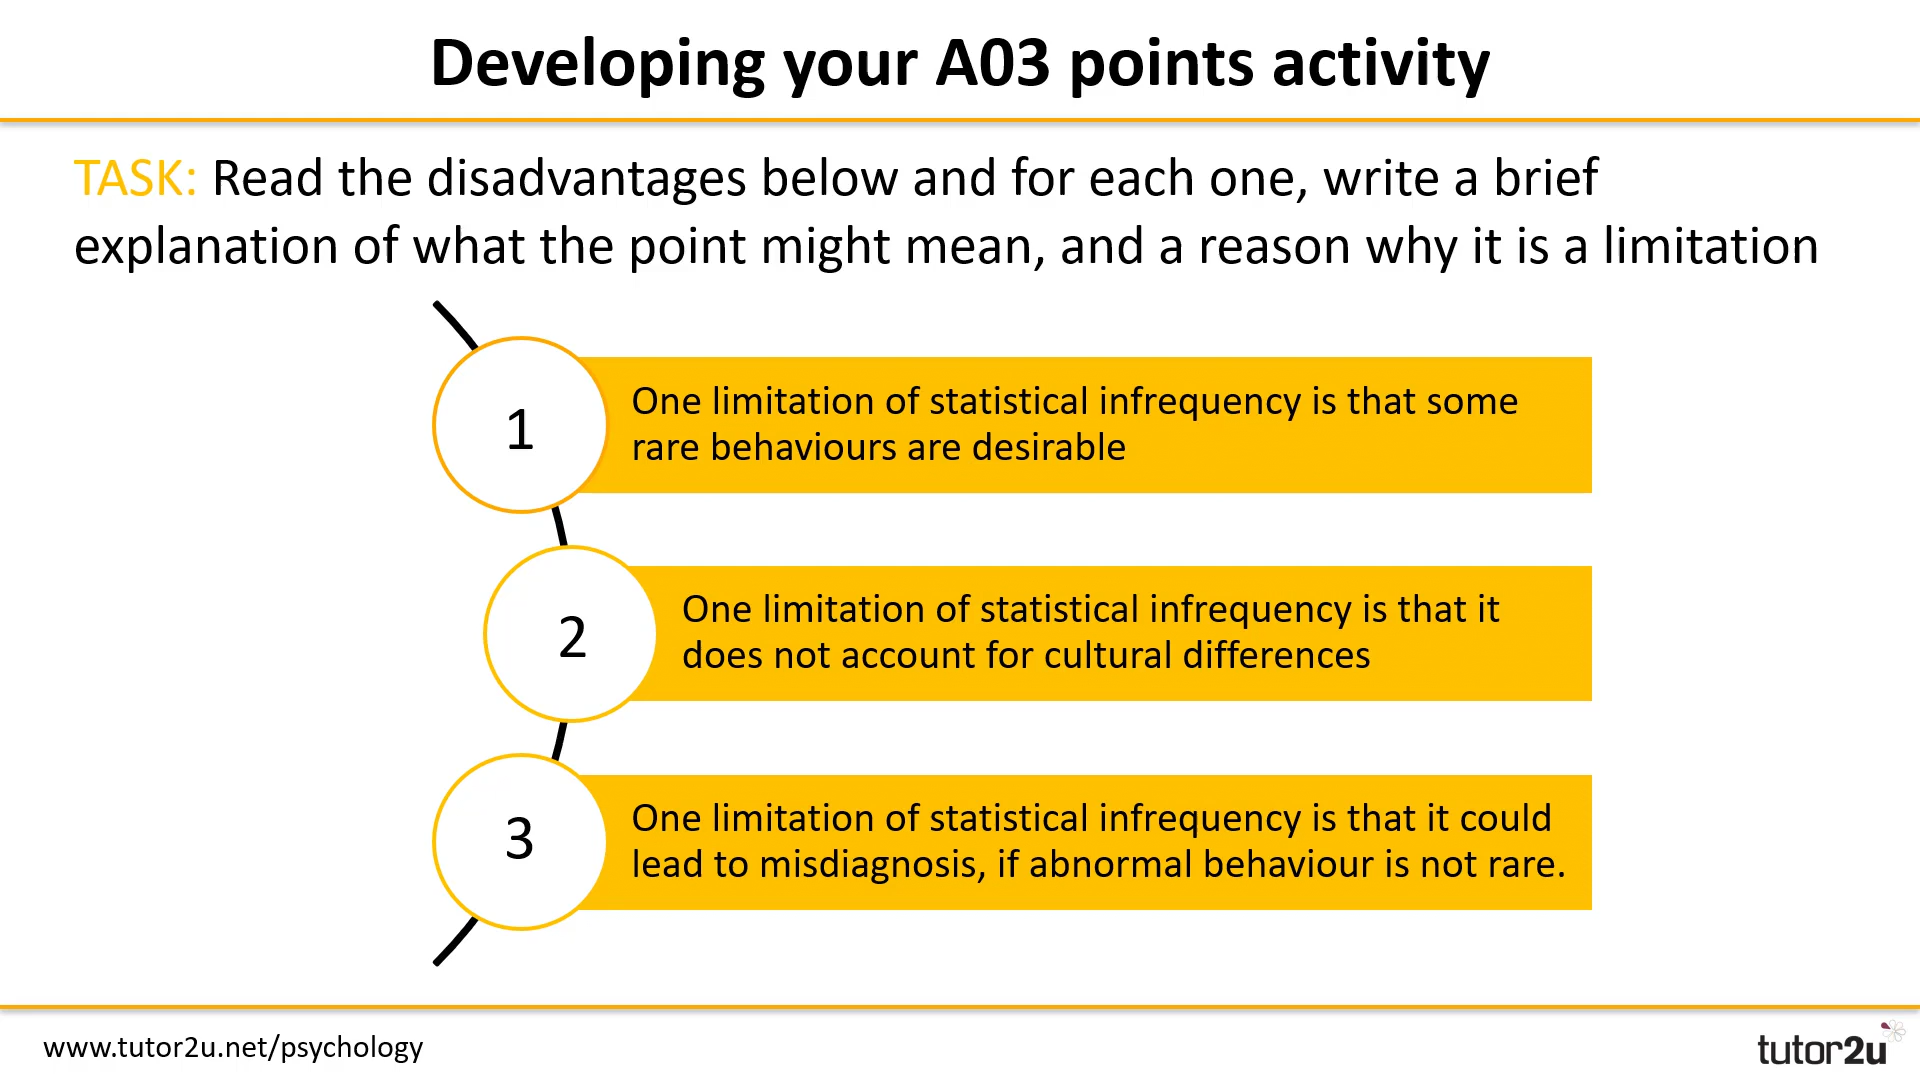 Developing your A03 points activity
TASK: Read the disadvantages below and for each one, write a brief
explanation of what the point might mean, and a reason why it is a limitation
1
One limitation of statistical infrequency is that some
rare behaviours are desirable
2
One limitation of statistical infrequency is that it
does not account for cultural differences
3
One limitation of statistical infrequency is that it could
lead to misdiagnosis, if abnormal behaviour is not rare.
www.tutor2u.net/psychology
tutor2u